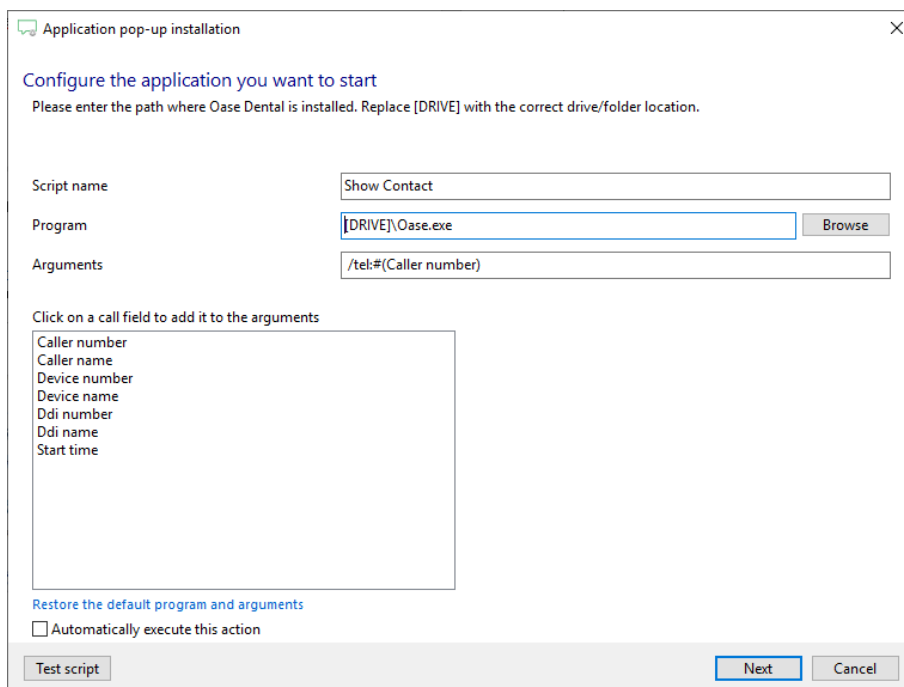 Application pop-up installation
Configure the application you want to start
Please enter the path where Oase Dental is installed. Replace [DRIVE] with the correct drive/folder location.
Script name
Show Contact
Program
[DRIVE]\Oase.exe
Browse
Arguments
/tel:#(Caller number)
Click on a call field to add it to the arguments
Caller number
Caller name
Device number
Device name
Ddi number
Ddi name
Start time
Restore the default program and arguments
Automatically execute this action
Test script
Next
Cancel